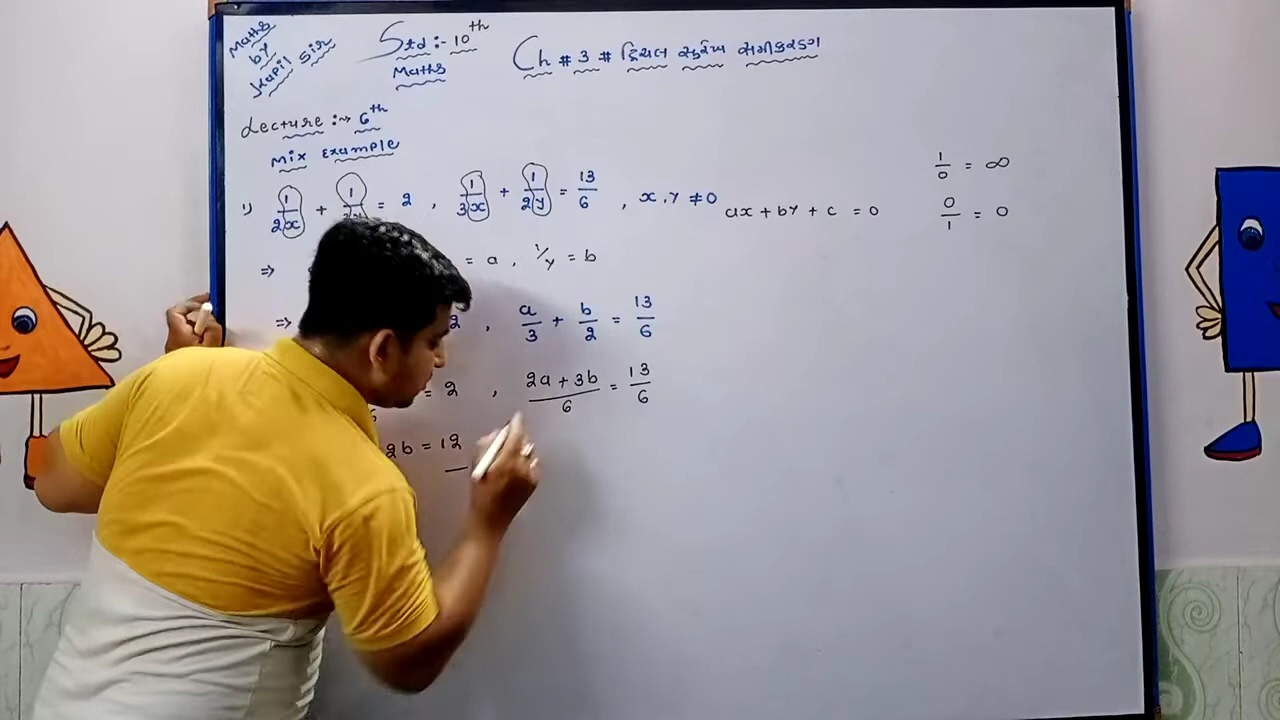 Maths by Kapil Sir
Std :- 10th
Maths
Ch # 3 # દ્વિચલ સુરેખ સમીકરણ
Lecture :→ 6th
Mix Example
1) 1/2x + 1/ = 2 , 1/3x + 1/2y = 13/6 , x, y ≠ 0
ax + by + c = 0
1/0 = ∞
0/1 = 0
⇒ = a , 1/y = b
⇒ 2 , a/3 + b/2 = 13/6
= 2 , 2a + 3b/6 = 13/6
2b = 12